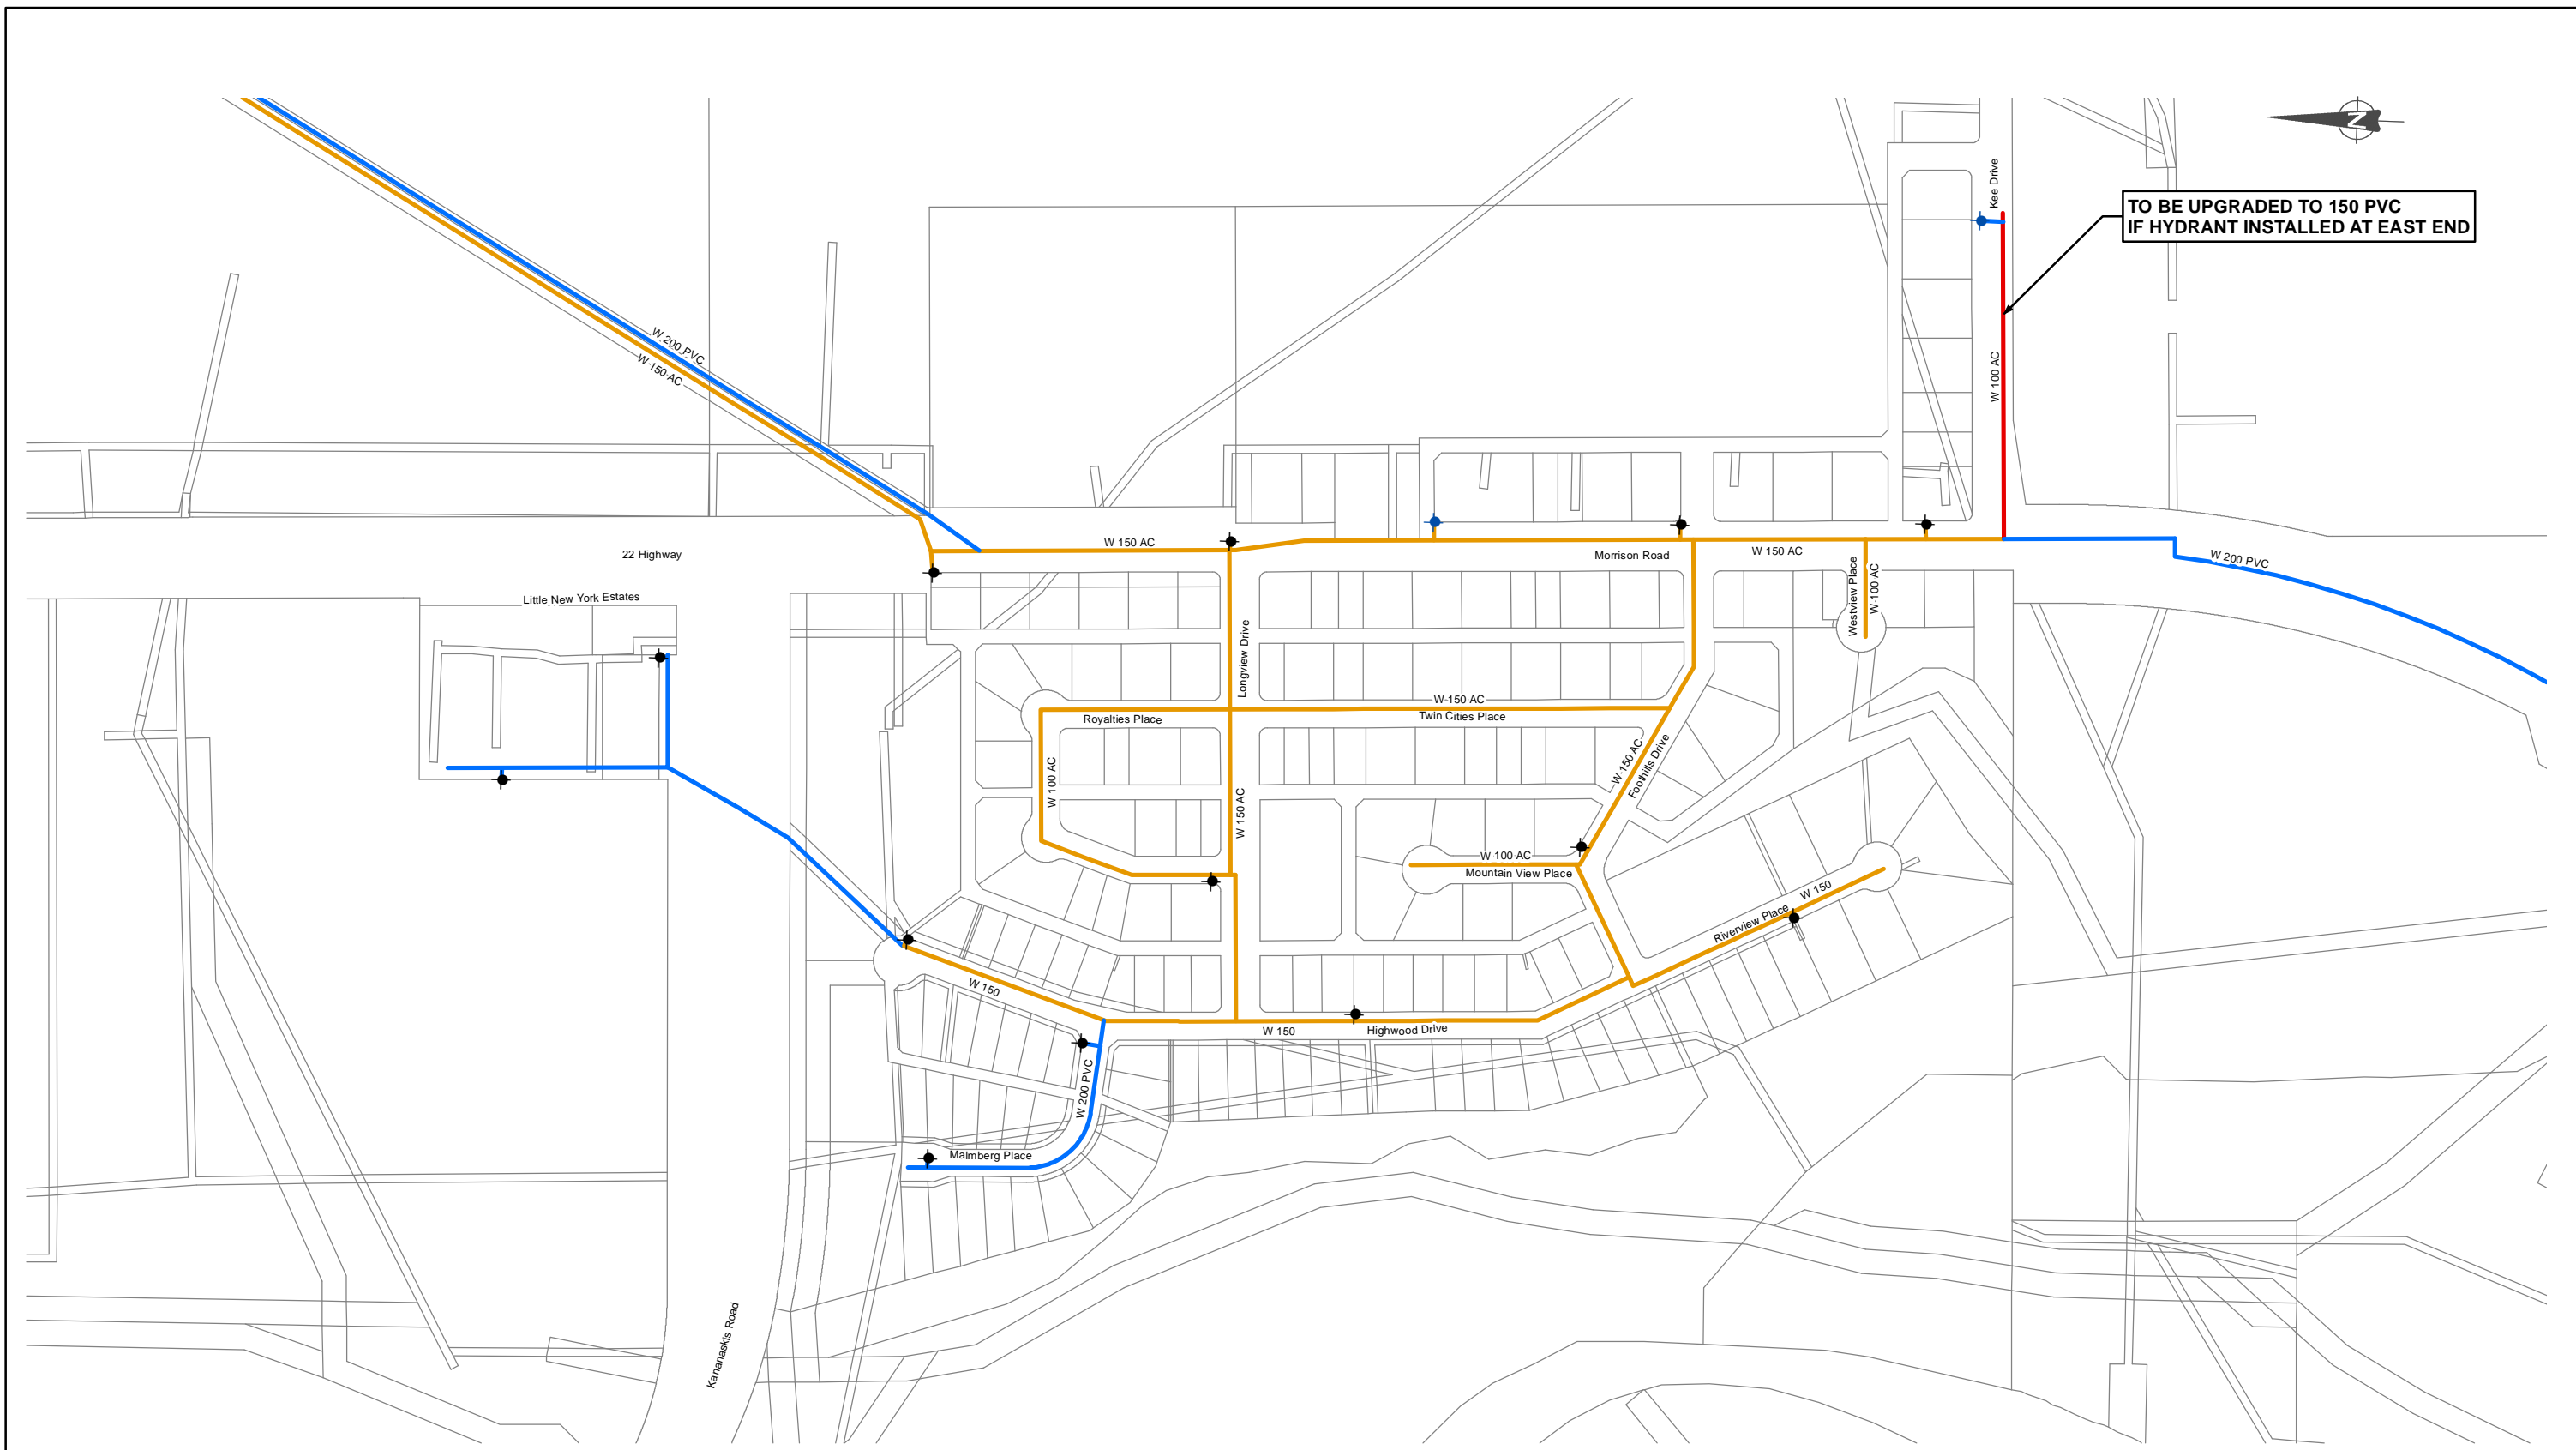 N
Kee Drive
TO BE UPGRADED TO 150 PVC
IF HYDRANT INSTALLED AT EAST END
W 200 PVC
W 150 AC
W 100 AC
22 Highway
W 150 AC
Morrison Road
W 150 AC
W 200 PVC
Westview Place
W 100 AC
Little New York Estates
Longview Drive
W 150 AC
Royalties Place
Twin Cities Place
W 100 AC
W 150 AC
W 150 AC
Foothills Drive
W 100 AC
Mountain View Place
W 150
Riverview Place
W 150
W 150
Highwood Drive
W 200 PVC
Malmberg Place
Kananaskis Road